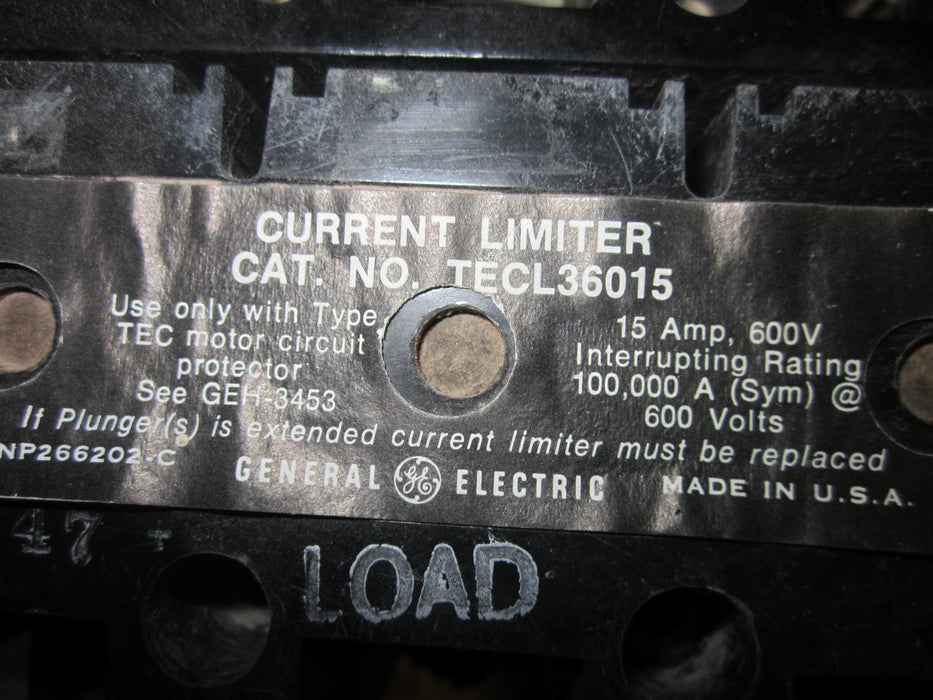 CURRENT LIMITER
CAT. NO. TECL36015
Use only with Type
TEC motor circuit
protector
See GEH-3453
15 Amp, 600V
Interrupting Rating
100,000 A (Sym) @
600 Volts
If Plunger(s) is extended current limiter must be replaced
NP266202-C
GENERAL GE ELECTRIC
MADE IN U.S.A.
47
LOAD